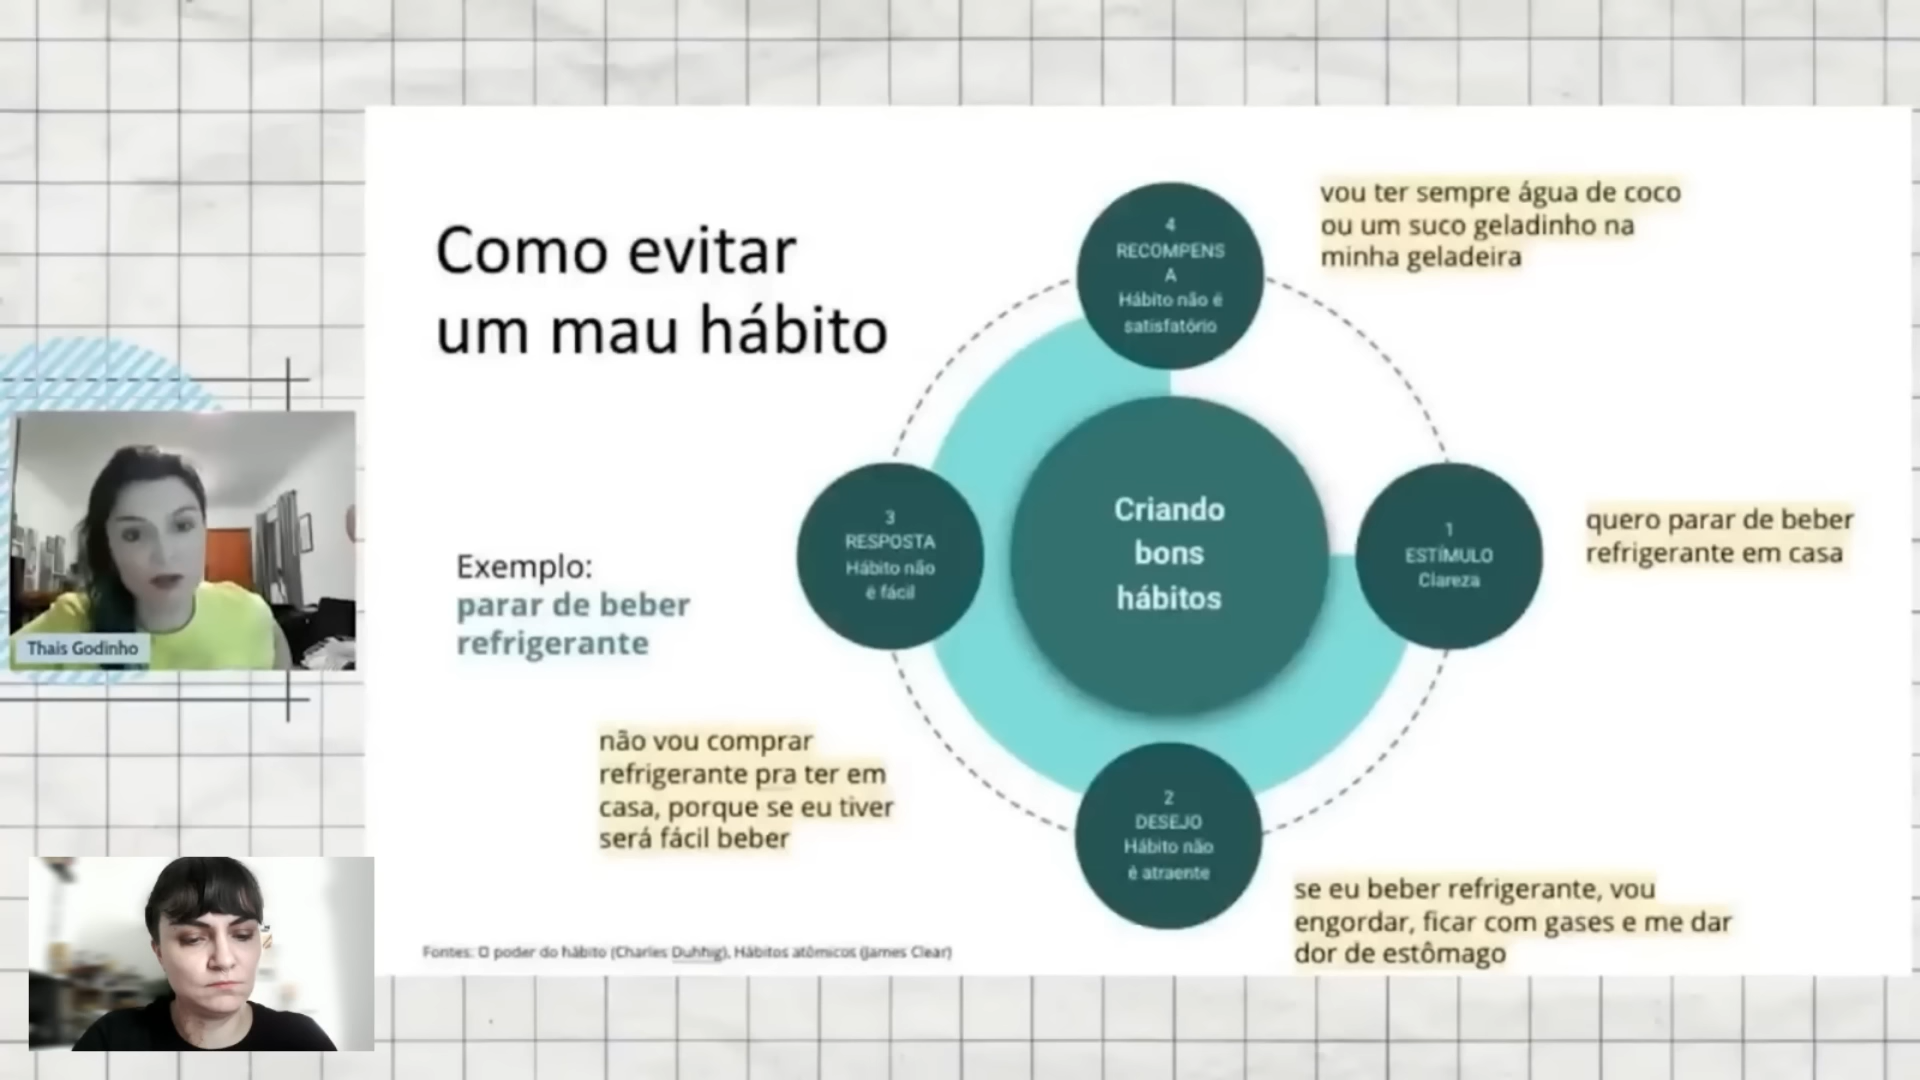 Como evitar
um mau hábito
Exemplo:
parar de beber
refrigerante
4
RECOMPENS
A
Hábito não é
satisfatório
vou ter sempre água de coco
ou um suco geladinho na
minha geladeira
Criando
bons
hábitos
1
ESTÍMULO
Clareza
quero parar de beber
refrigerante em casa
2
DESEJO
Hábito não
é atraente
se eu beber refrigerante, vou
engordar, ficar com gases e me dar
dor de estômago
3
RESPOSTA
Hábito não
é fácil
não vou comprar
refrigerante pra ter em
casa, porque se eu tiver
será fácil beber
Fontes: O poder do hábito (Charles Duhhig), Hábitos atômicos (James Clear)
Thais Godinho